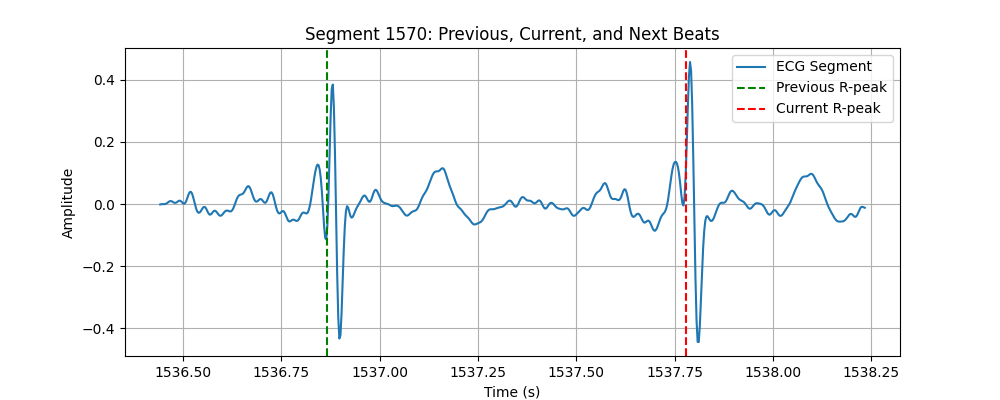 Segment 1570: Previous, Current, and Next Beats
ECG Segment
Previous R-peak
Current R-peak
Amplitude
0.4
0.2
0.0
−0.2
−0.4
1536.50 1536.75 1537.00 1537.25 1537.50 1537.75 1538.00 1538.25
Time (s)